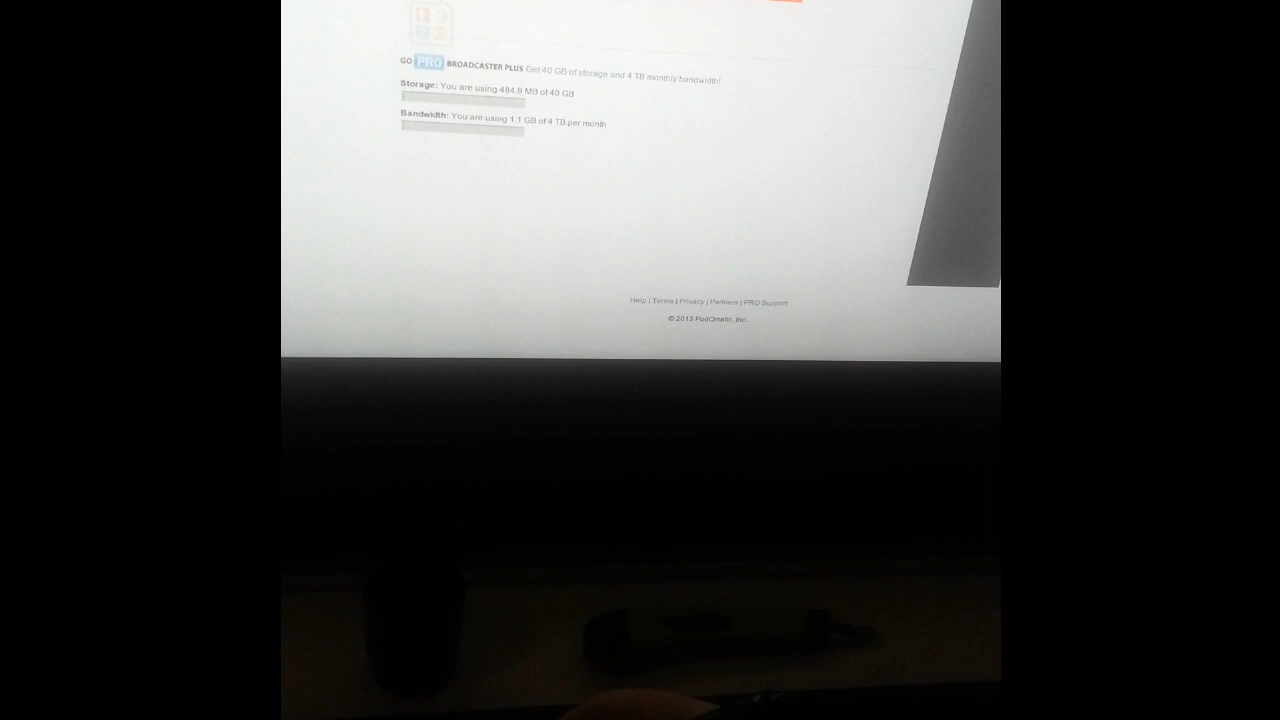 GO PRO BROADCASTER PLUS Get 40 GB of storage and 4 TB monthly bandwidth!
Storage: You are using 484.9 MB of 40 GB
Bandwidth: You are using 1.1 GB of 4 TB per month
Help | Terms | Privacy | Partners | PRO Support
© 2013 PodOmatic, Inc.